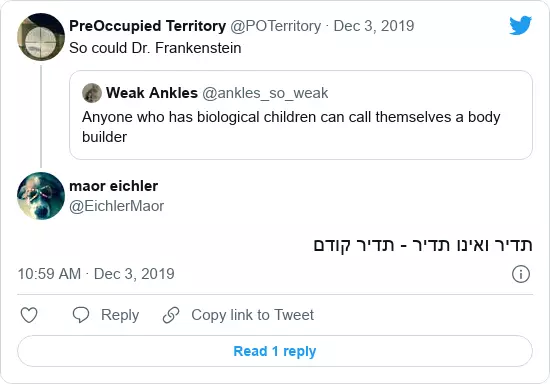 PreOccupied Territory @POTerritory · Dec 3, 2019
So could Dr. Frankenstein
Weak Ankles @ankles_so_weak
Anyone who has biological children can call themselves a body
builder
maor eichler
@EichlerMaor
תדיר ואינו תדיר - תדיר קודם
10:59 AM · Dec 3, 2019
Reply
Copy link to Tweet
Read 1 reply